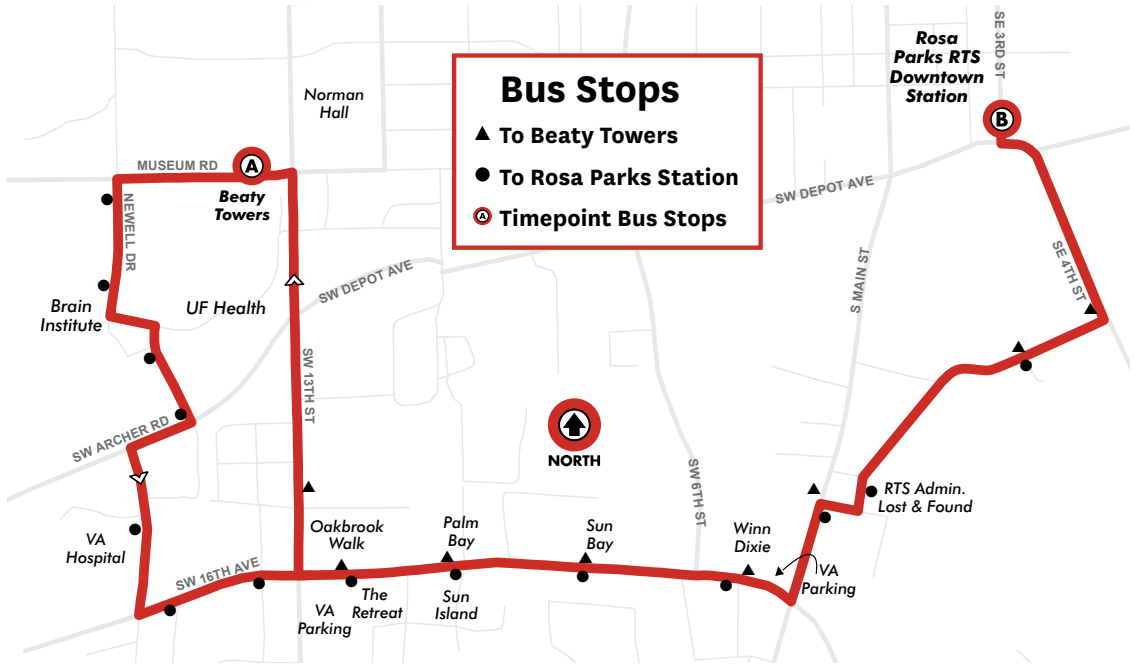 SE 3RD ST
Rosa
Parks RTS
Downtown
Station
B
Bus Stops
To Beaty Towers
To Rosa Parks Station
A Timepoint Bus Stops
Norman
Hall
MUSEUM RD
A
Beaty
Towers
NEWELL DR
SW DEPOT AVE
SW DEPOT AVE
S MAIN ST
SE 4TH ST
Brain
Institute
UF Health
SW 13TH ST
SW ARCHER RD
NORTH
SW 6TH ST
RTS Admin.
Lost & Found
VA
Hospital
SW 16TH AVE
Oakbrook
Walk
Palm
Bay
Sun
Bay
Winn
Dixie
VA
Parking
The
Retreat
Sun
Island
VA
Parking